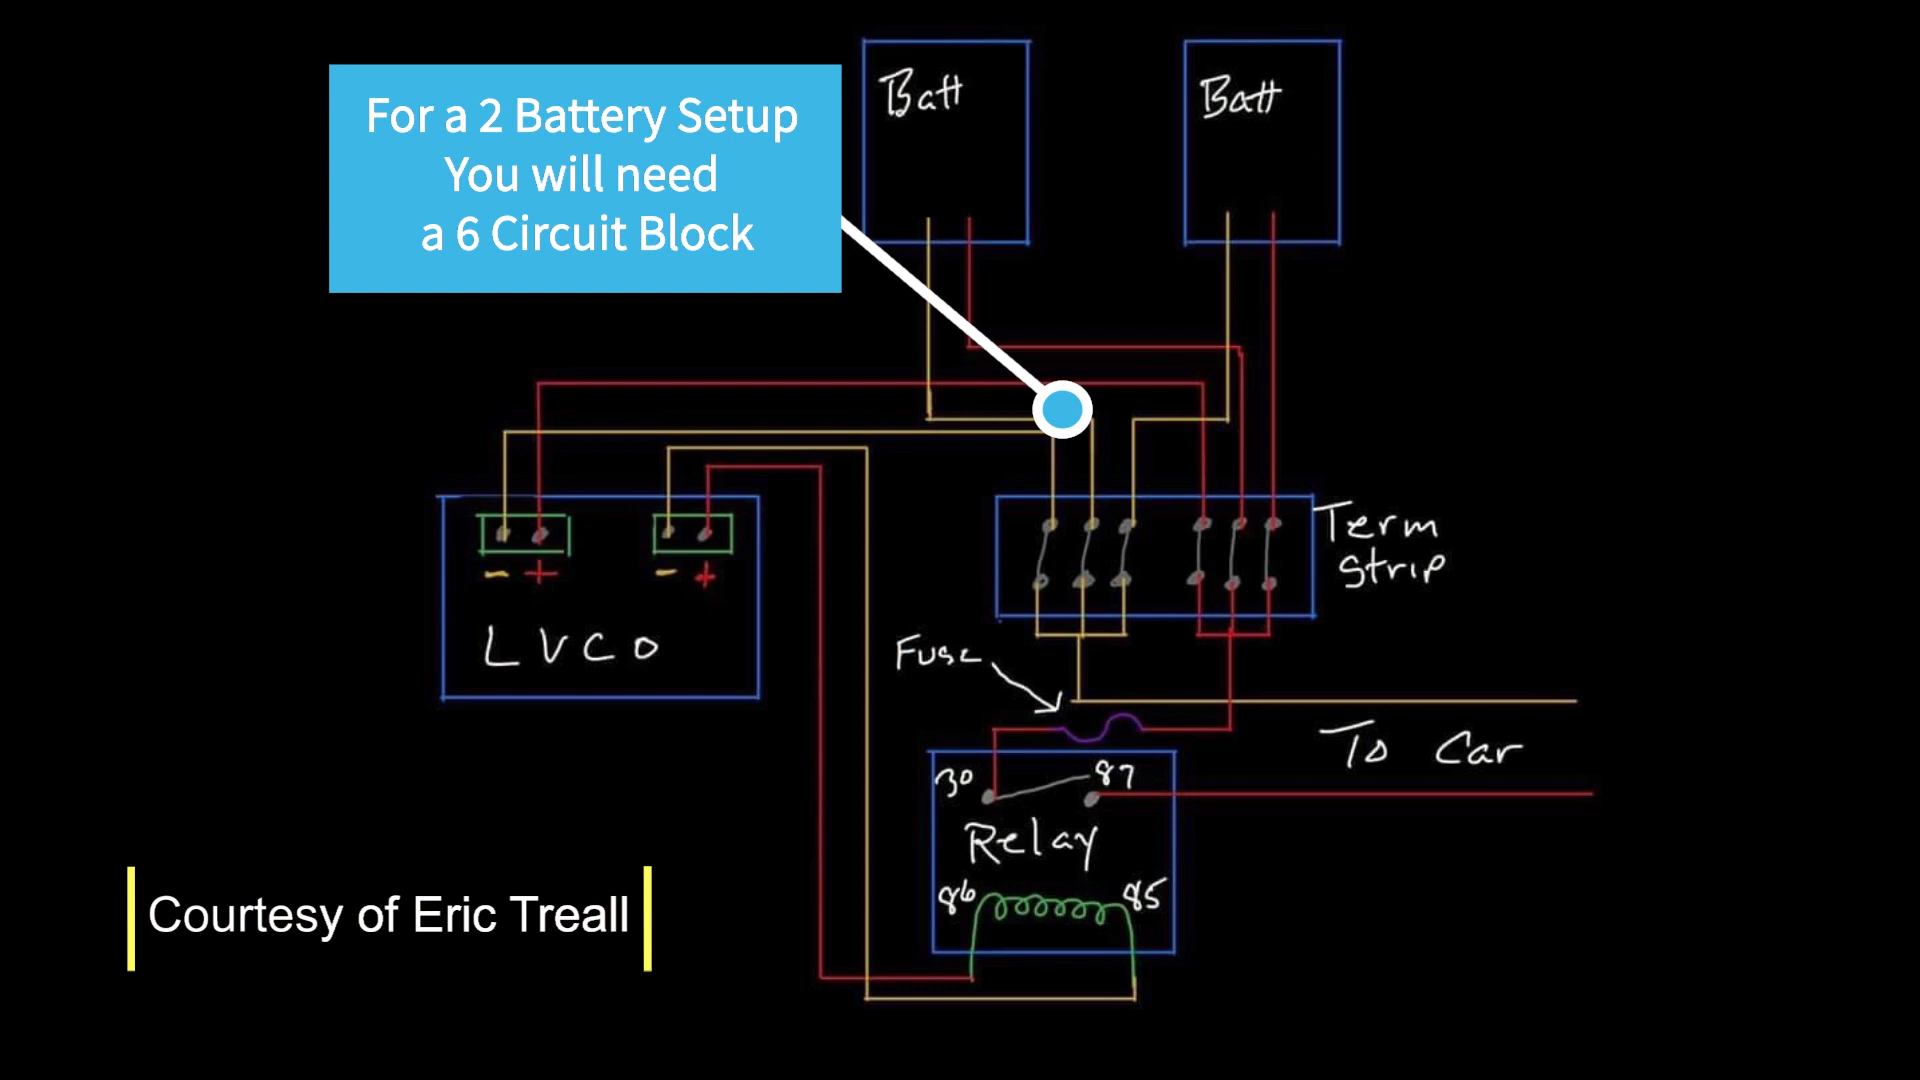 For a 2 Battery Setup
You will need
a 6 Circuit Block
Batt
Batt
- +
- +
LVCO
Term
Strip
Fuse
To Car
30
87
Relay
86
85
Courtesy of Eric Treall